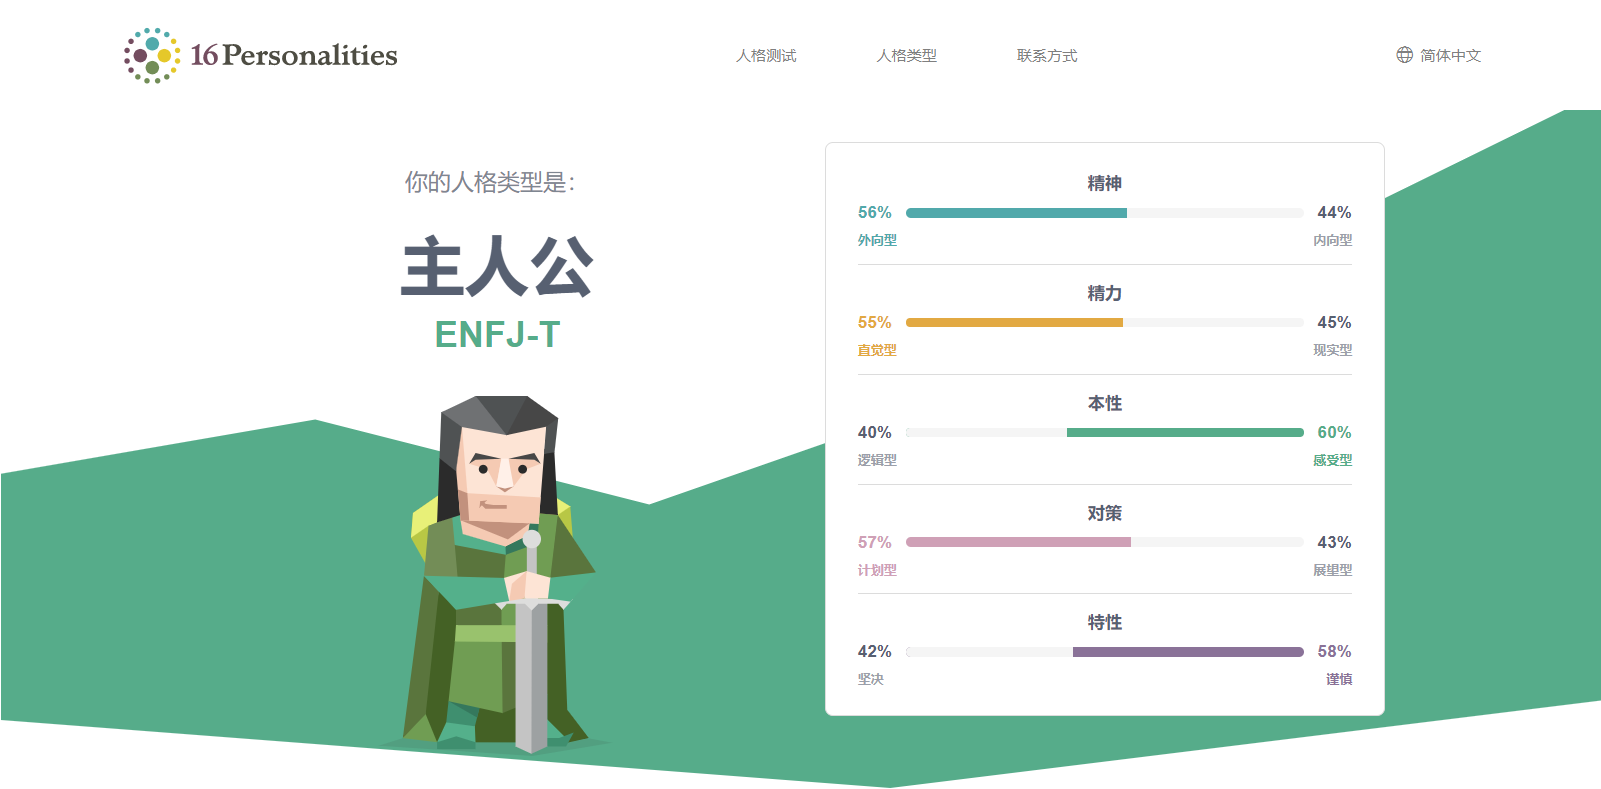 16Personalities
人格测试
人格类型
联系方式
简体中文
你的人格类型是：
主人公
ENFJ-T
精神
56%
44%
外向型
内向型
精力
55%
45%
直觉型
现实型
本性
40%
60%
逻辑型
感受型
对策
57%
43%
计划型
展望型
特性
42%
58%
坚决
谨慎